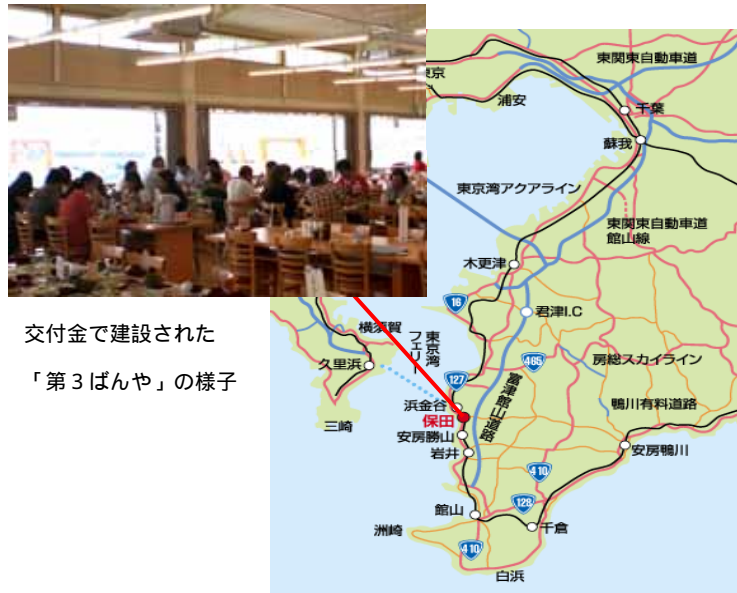 東関東自動車道
東京
浦安
千葉
蘇我
東京湾アクアライン
東関東自動車道
館山線
木更津
16
君津I.C
交付金で建設された
「第3ばんや」の様子
横須賀
東京湾
フェリー
久里浜
465
房総スカイライン
127
富津館山道路
浜金谷
鴨川有料道路
保田
三崎
安房勝山
岩井
安房鴨川
410
128
館山
千倉
洲崎
410
白浜